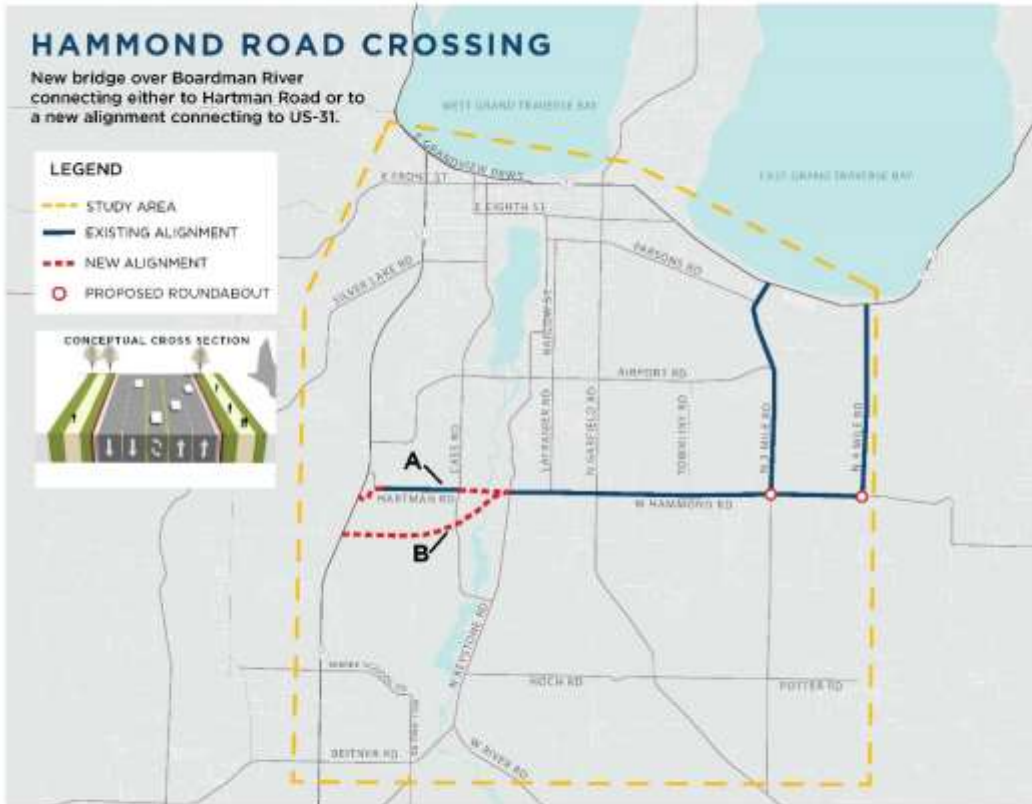 HAMMOND ROAD CROSSING
New bridge over Boardman River
connecting either to Hartman Road or to
a new alignment connecting to US-31.
LEGEND
STUDY AREA
EXISTING ALIGNMENT
NEW ALIGNMENT
PROPOSED ROUNDABOUT
CONCEPTUAL CROSS SECTION
WEST GRAND TRAVERSE BAY
EAST GRAND TRAVERSE BAY
E GRANDVIEW PKWY
E FRONT ST
E EIGHTH ST
PARSONS RD
SILVER LAKE RD
BARLOW ST
AIRPORT RD
CASS RD
LAFRANIER RD
N GARFIELD RD
TOWNLINE RD
N 3 MILE RD
N 4 MILE RD
A
HARTMAN RD
W HAMMOND RD
B
N KEYSTONE RD
HOCH RD
POTTER RD
BEITNER RD
W RIVER RD